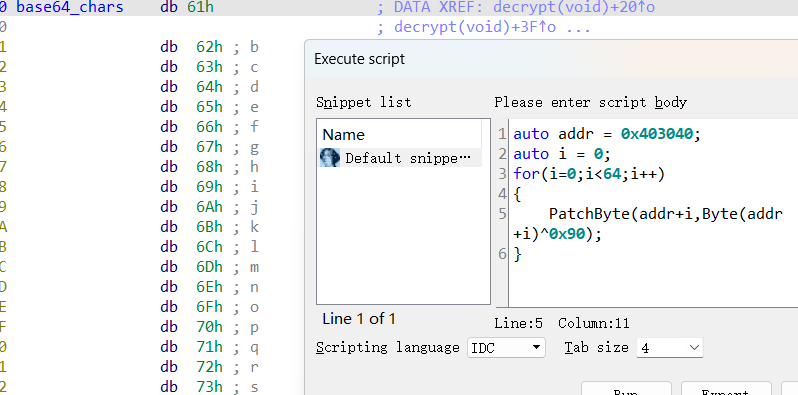 0 base64_chars db 61h ; DATA XREF: decrypt(void)+20↑o
0 ; decrypt(void)+3F↑o ...
1 db 62h ; b
2 db 63h ; c
3 db 64h ; d
4 db 65h ; e
5 db 66h ; f
6 db 67h ; g
7 db 68h ; h
8 db 69h ; i
9 db 6Ah ; j
A db 6Bh ; k
B db 6Ch ; l
C db 6Dh ; m
D db 6Eh ; n
E db 6Fh ; o
F db 70h ; p
0 db 71h ; q
1 db 72h ; r
2 db 73h ; s
Execute script
Snippet list
Name
Default snippe…
Line 1 of 1
Please enter script body
1 auto addr = 0x403040;
2 auto i = 0;
3 for(i=0;i<64;i++)
4 {
5 PatchByte(addr+i,Byte(addr
+i)^0x90);
6 }
Line:5 Column:11
Scripting language IDC
Tab size 4
Run
Export